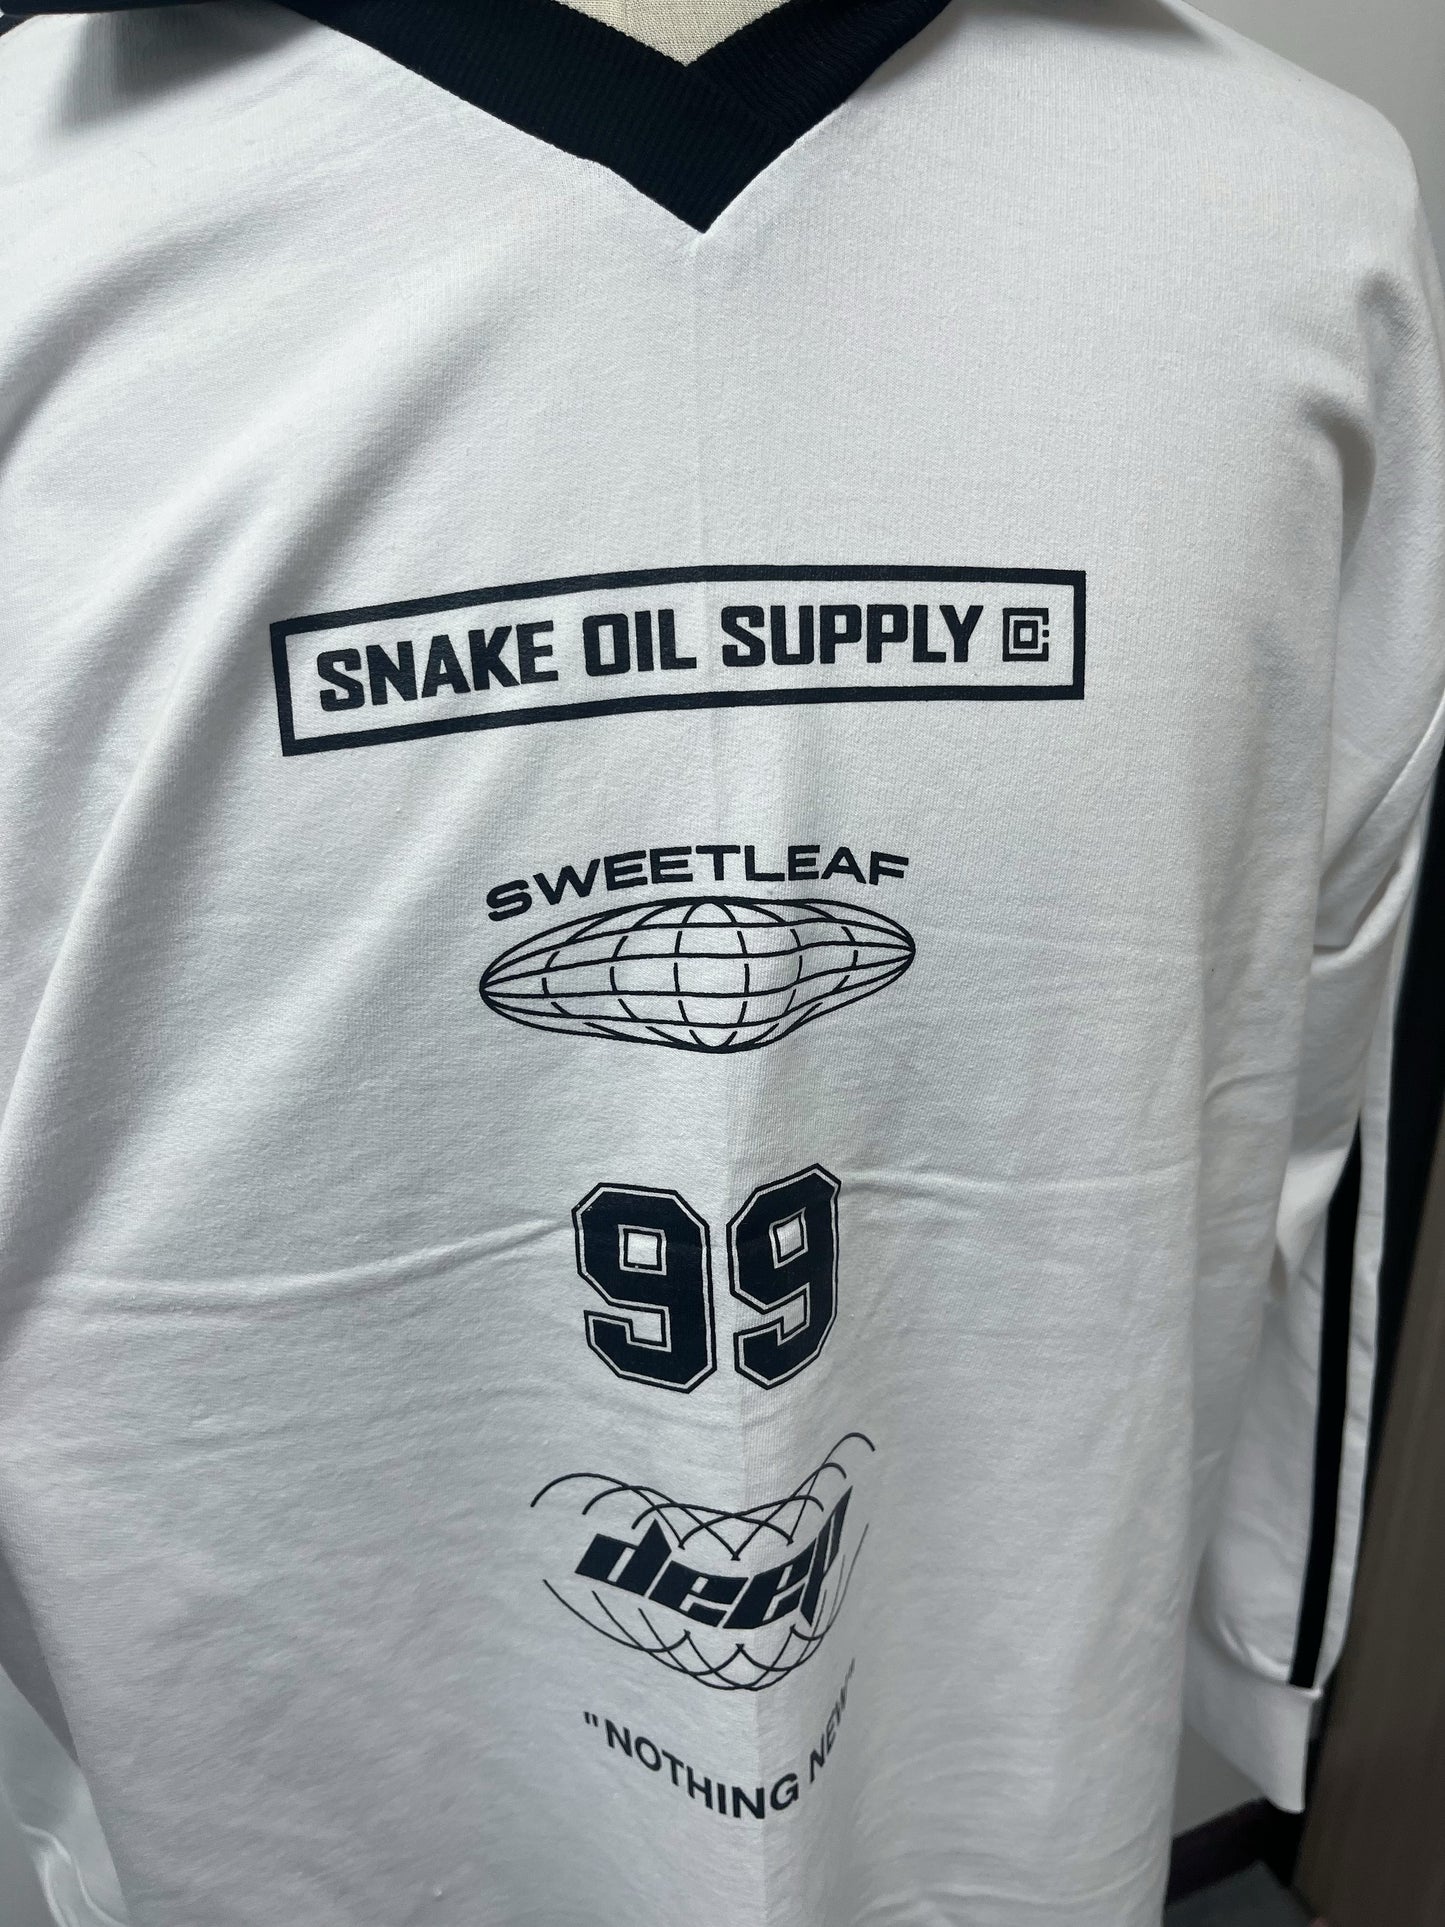 SNAKE OIL SUPPLY
SWEETLEAF
99
deep
"NOTHING NEW"